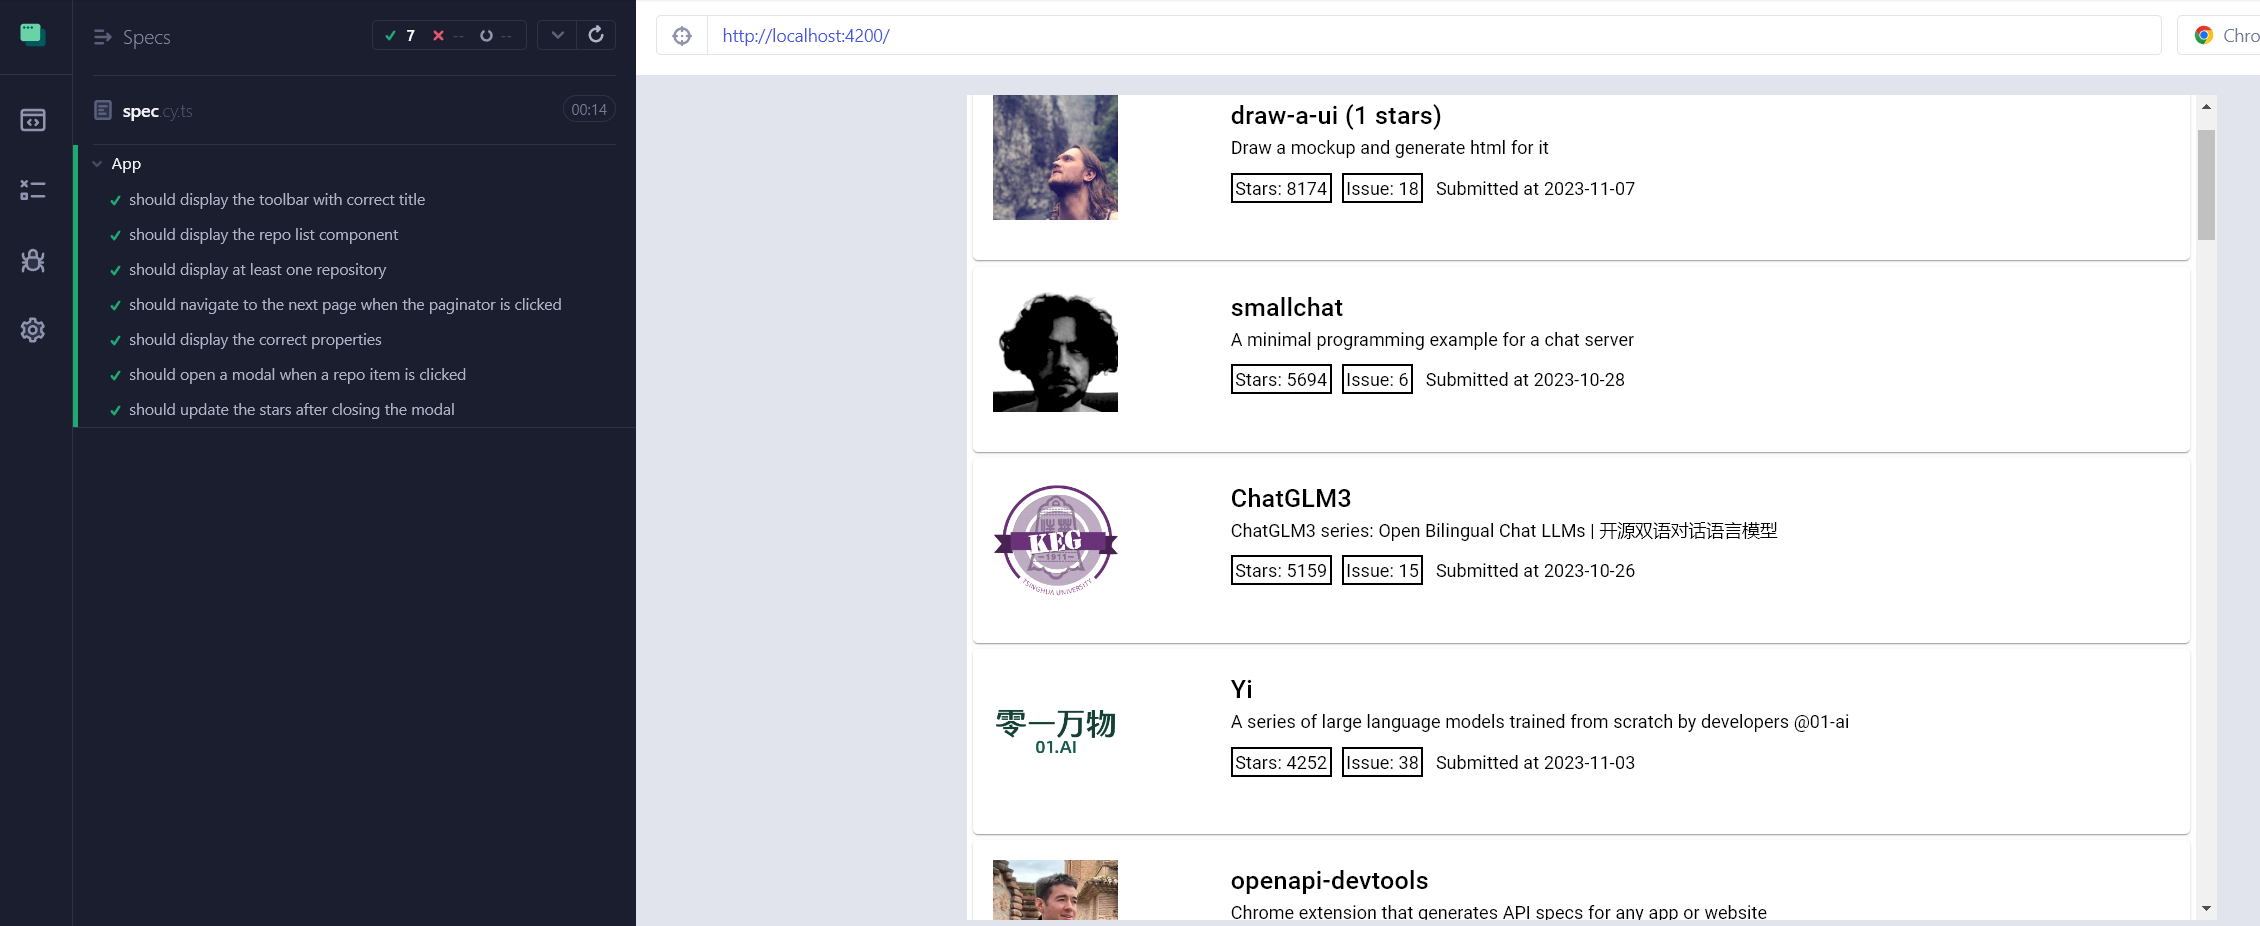 Specs
7 -- --
spec.cy.ts
00:14
App
should display the toolbar with correct title
should display the repo list component
should display at least one repository
should navigate to the next page when the paginator is clicked
should display the correct properties
should open a modal when a repo item is clicked
should update the stars after closing the modal
http://localhost:4200/
Chro
draw-a-ui (1 stars)
Draw a mockup and generate html for it
Stars: 8174 Issue: 18 Submitted at 2023-11-07
smallchat
A minimal programming example for a chat server
Stars: 5694 Issue: 6 Submitted at 2023-10-28
KEG
1911
TSINGHUA UNIVERSITY
ChatGLM3
ChatGLM3 series: Open Bilingual Chat LLMs | 开源双语对话语言模型
Stars: 5159 Issue: 15 Submitted at 2023-10-26
零一万物
01.AI
Yi
A series of large language models trained from scratch by developers @01-ai
Stars: 4252 Issue: 38 Submitted at 2023-11-03
openapi-devtools
Chrome extension that generates API specs for any app or website